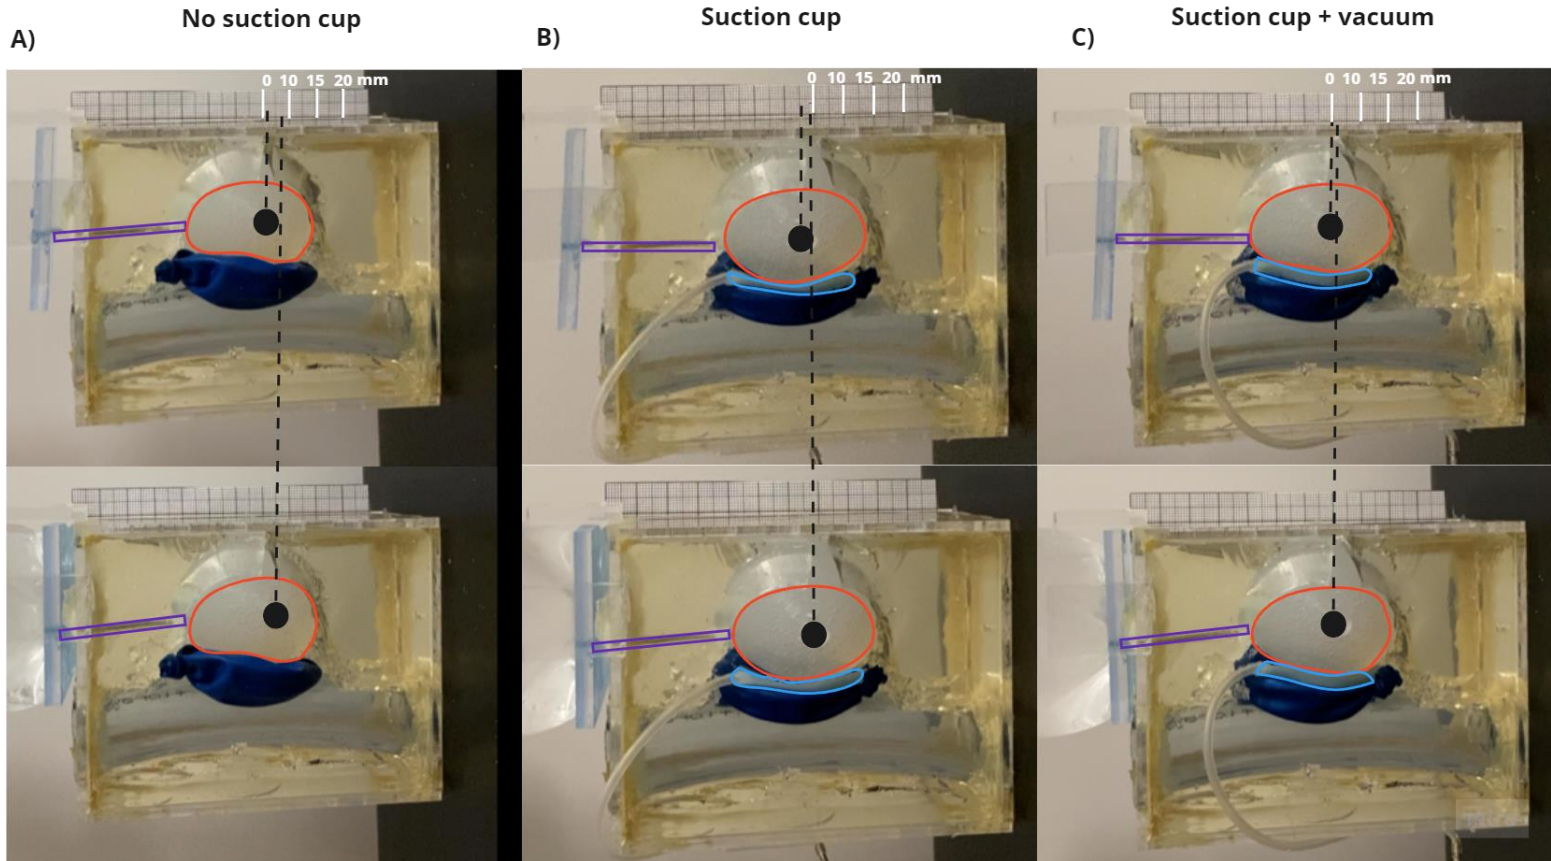 No suction cup
Suction cup
Suction cup + vacuum
A)
B)
C)
0 10 15 20 mm
0 10 15 20 mm
0 10 15 20 mm